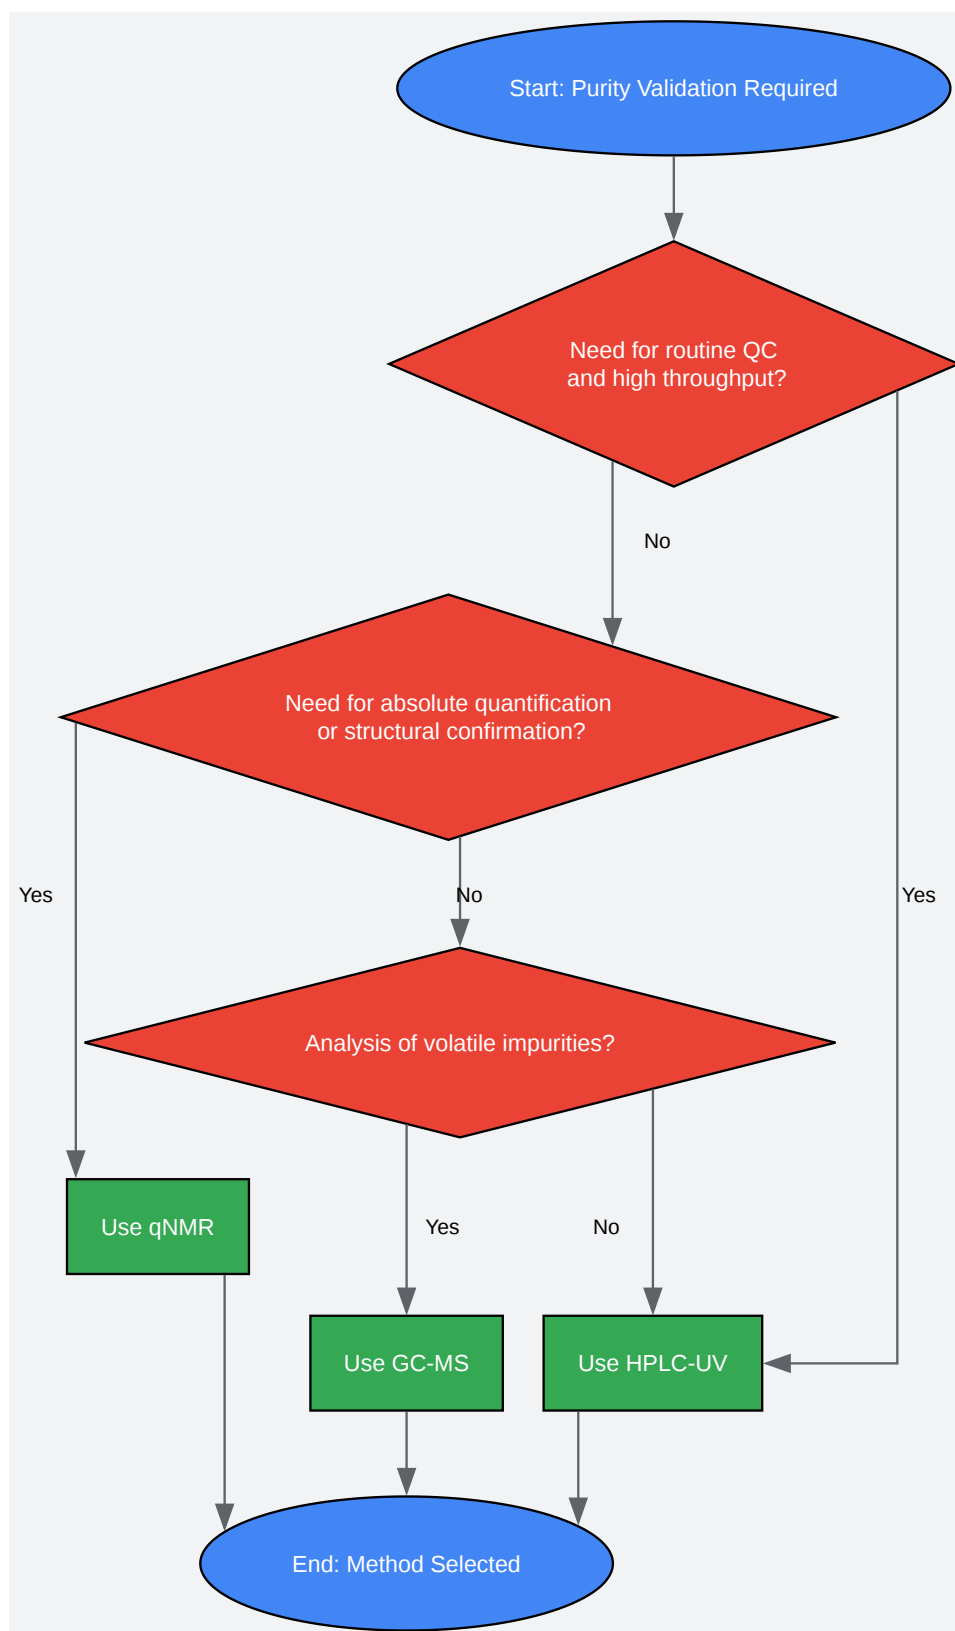 Start: Purity Validation Required
Need for routine QC
and high throughput?
No
Need for absolute quantification
or structural confirmation?
Yes
No
Yes
Analysis of volatile impurities?
Use qNMR
Yes
No
Use GC-MS
Use HPLC-UV
End: Method Selected